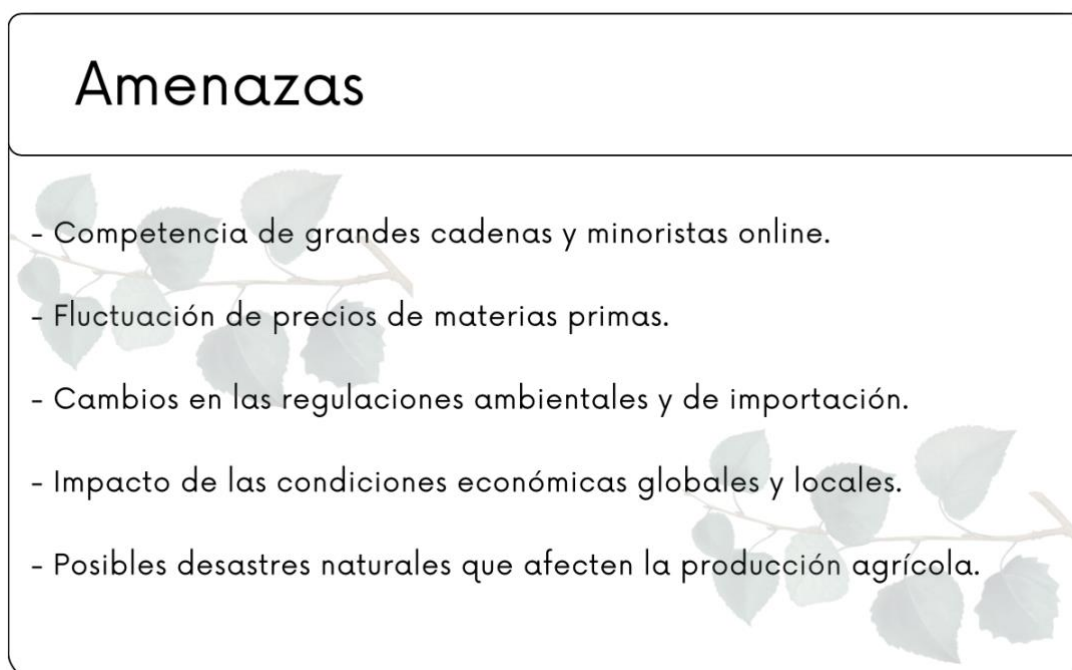 Amenazas
- Competencia de grandes cadenas y minoristas online.
- Fluctuación de precios de materias primas.
- Cambios en las regulaciones ambientales y de importación.
- Impacto de las condiciones económicas globales y locales.
- Posibles desastres naturales que afecten la producción agrícola.